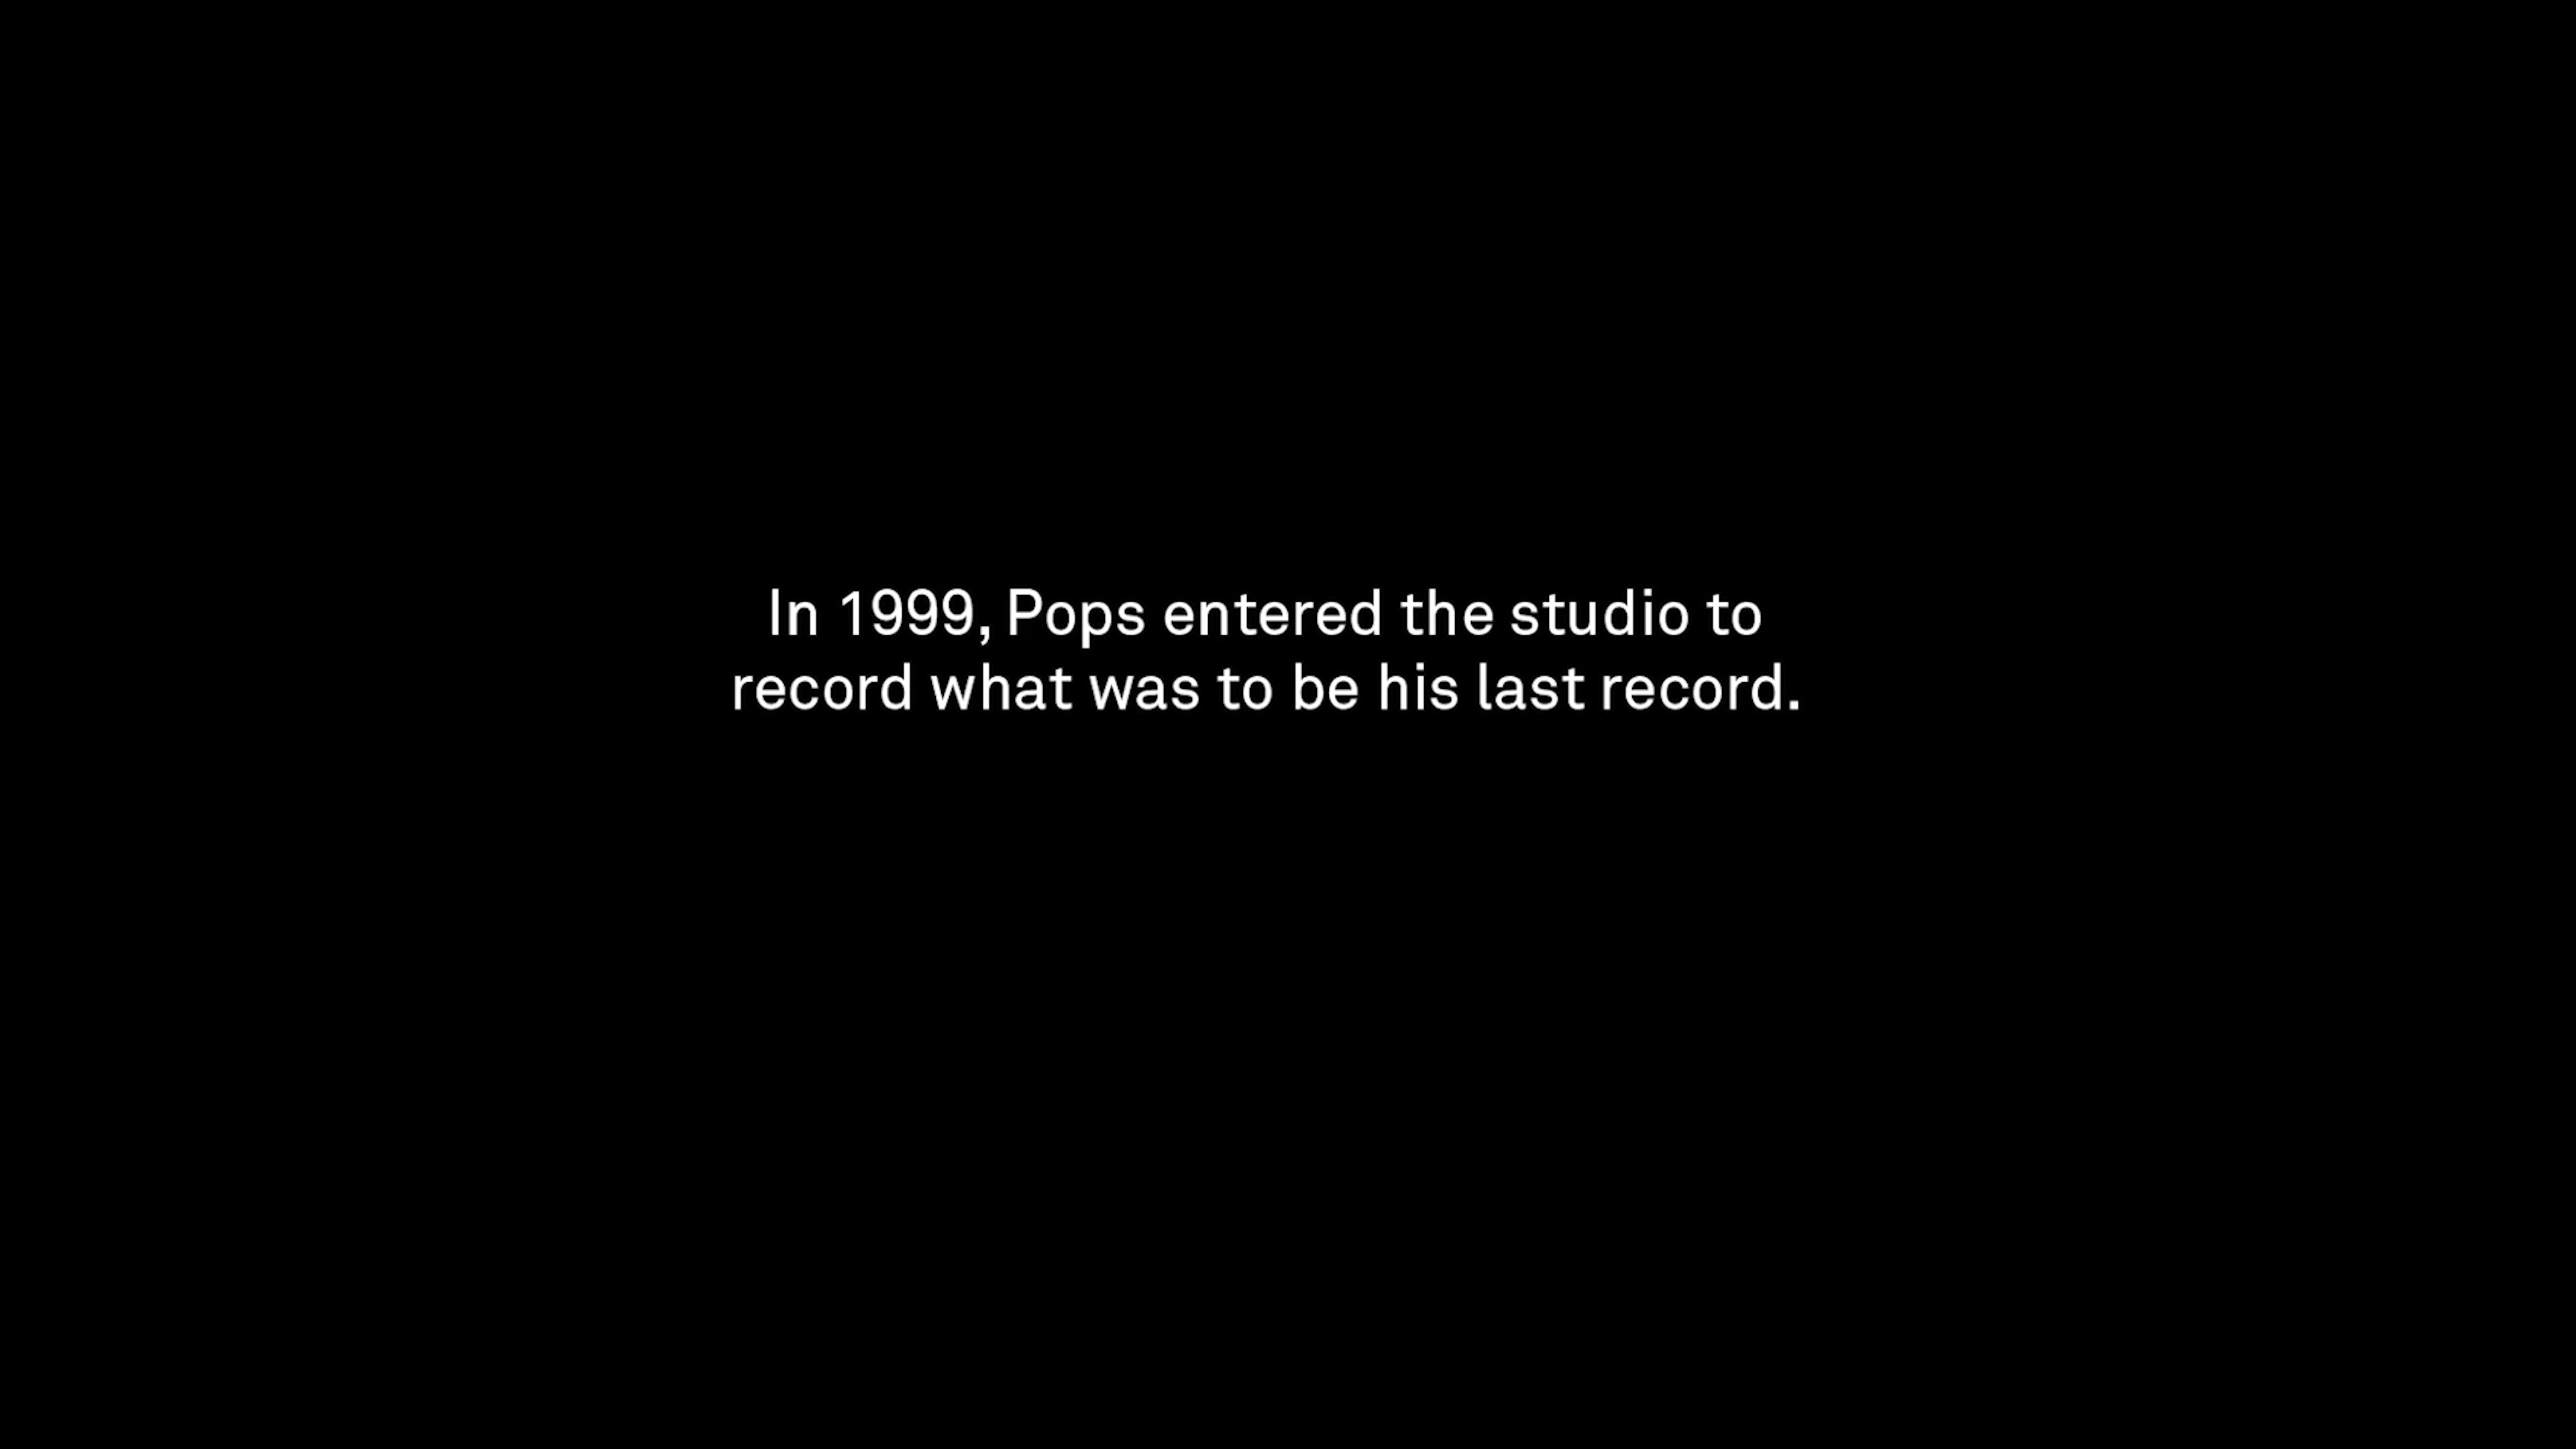 In 1999, Pops entered the studio to
record what was to be his last record.